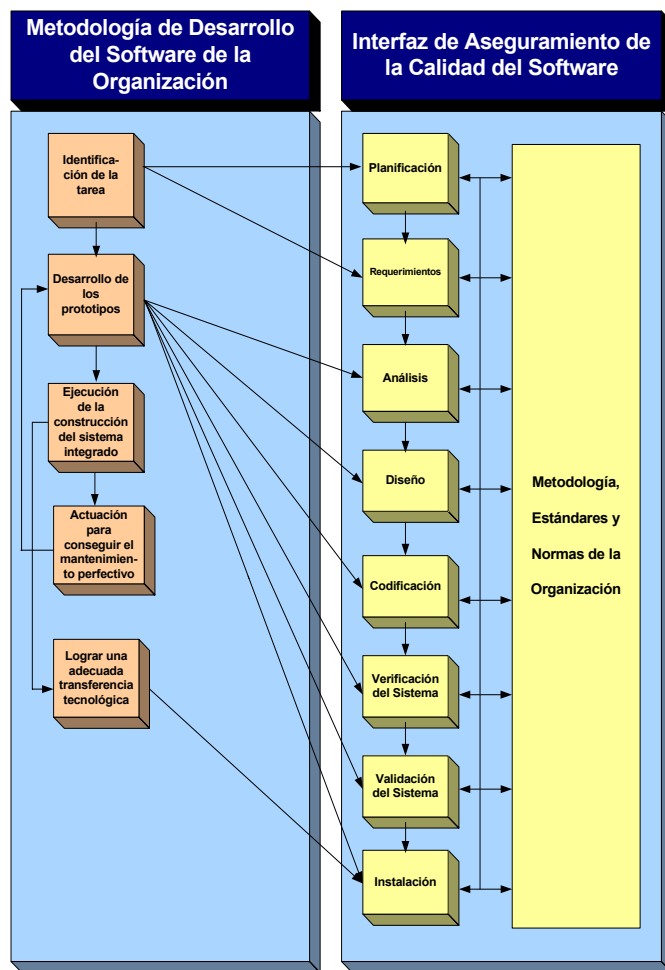 Metodología de Desarrollo
del Software de la
Organización
Interfaz de Aseguramiento de
la Calidad del Software
Identifica-
ción de la
tarea
Desarrollo de
los
prototipos
Ejecución
de la
construcción
del sistema
integrado
Actuación
para
conseguir el
mantenimien-
to perfectivo
Lograr una
adecuada
transferencia
tecnológica
Planificación
Requerimientos
Análisis
Diseño
Codificación
Verificación
del Sistema
Validación
del Sistema
Instalación
Metodología,
Estándares y
Normas de la
Organización